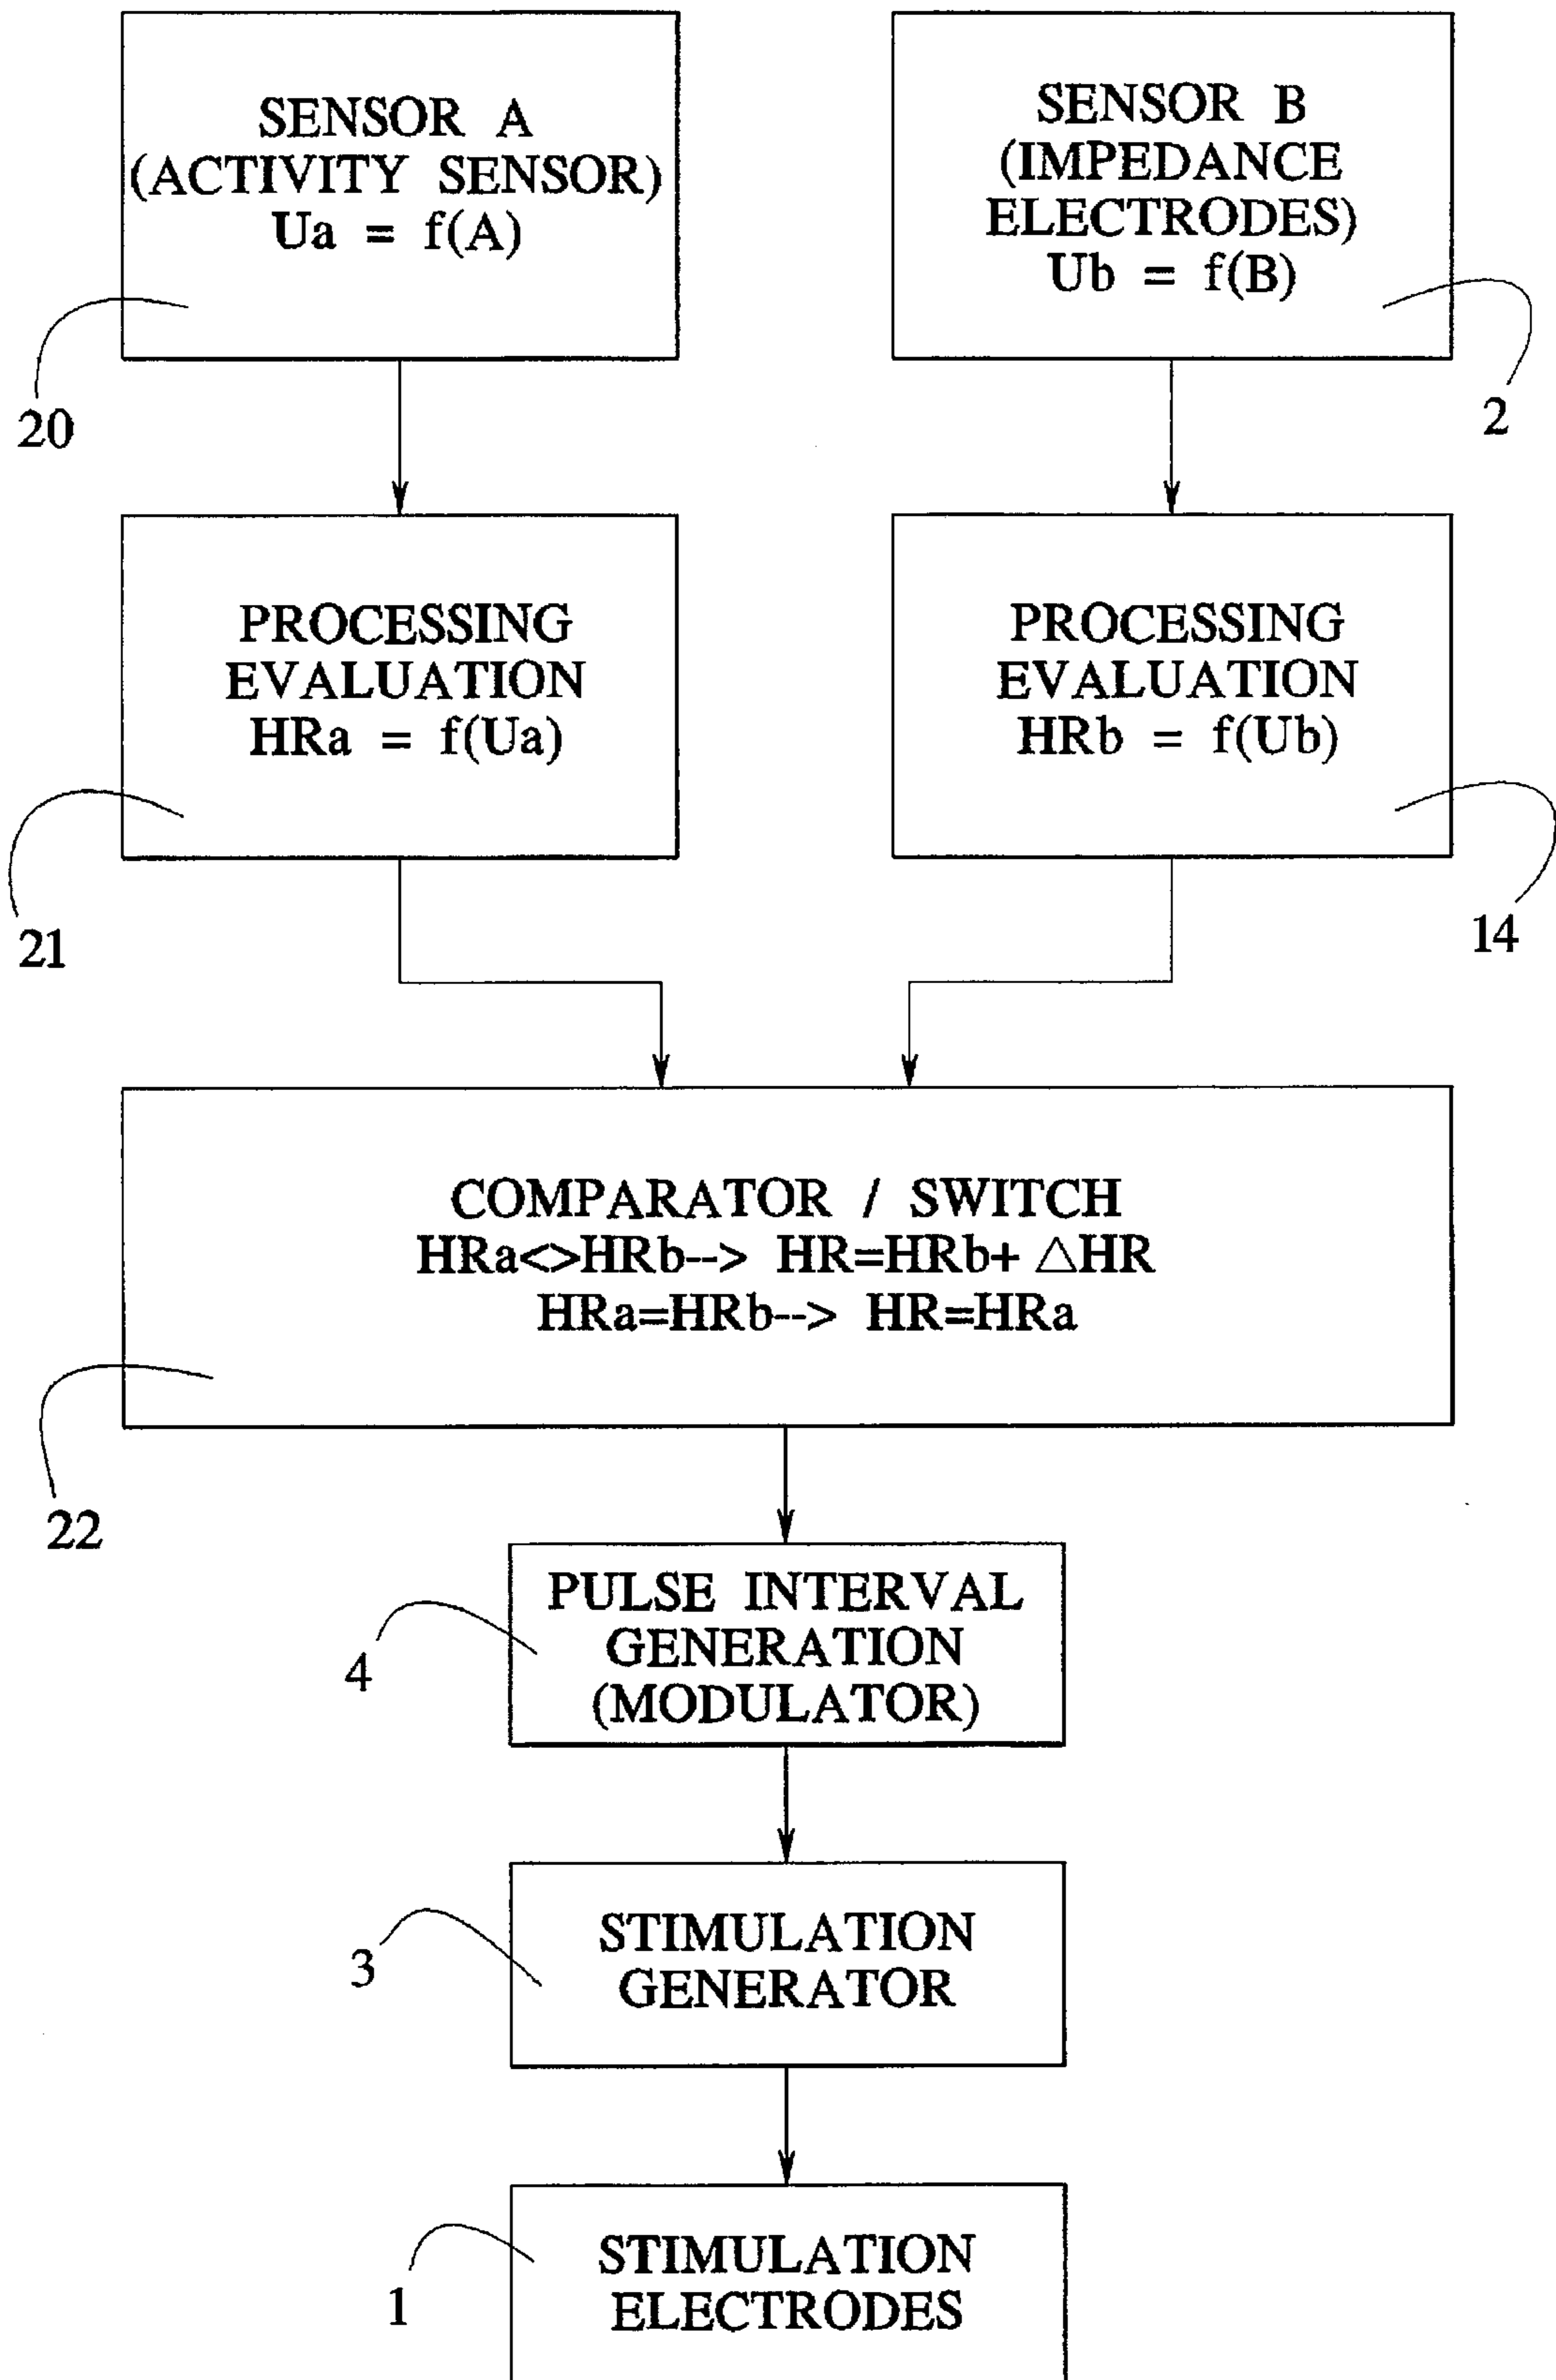 SENSOR A
(ACTIVITY SENSOR)
Ua = f(A)
20
SENSOR B
(IMPEDANCE
ELECTRODES)
Ub = f(B)
2
PROCESSING
EVALUATION
HRa = f(Ua)
21
PROCESSING
EVALUATION
HRb = f(Ub)
14
COMPARATOR / SWITCH
HRa<>HRb--> HR=HRb+ △HR
HRa=HRb--> HR=HRa
22
PULSE INTERVAL
GENERATION
(MODULATOR)
4
STIMULATION
GENERATOR
3
STIMULATION
ELECTRODES
1